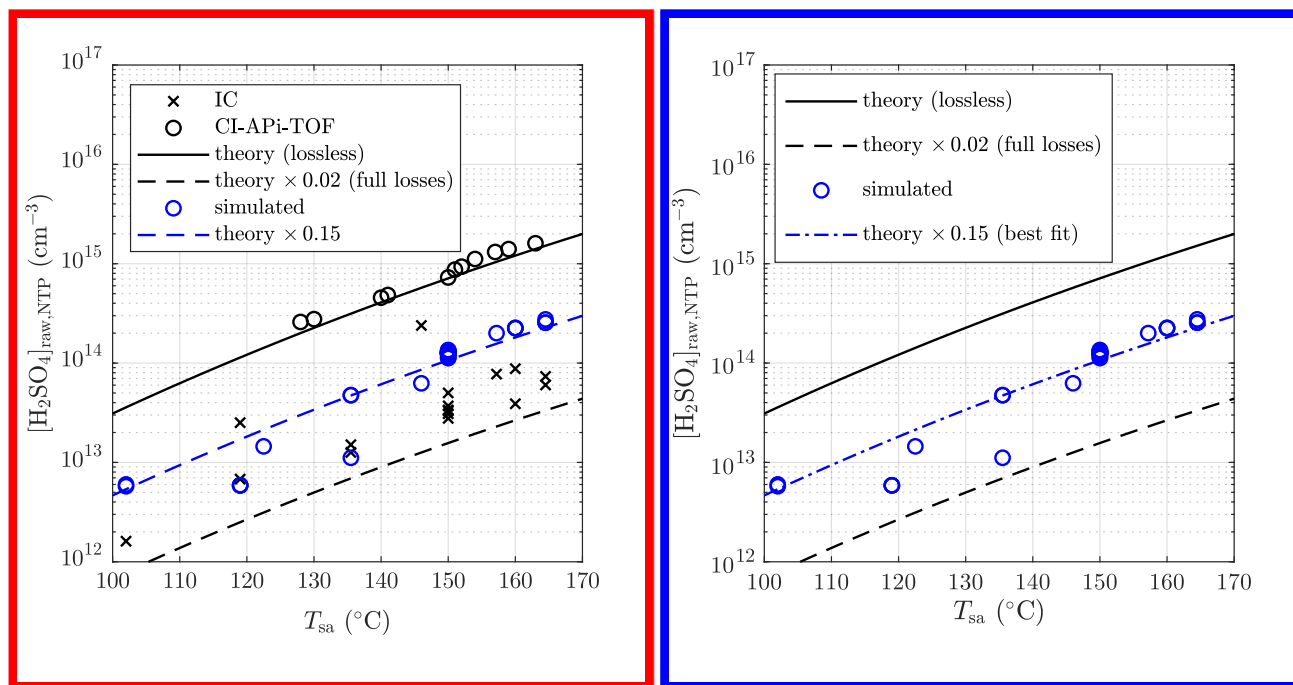 10^17
10^16
10^15
10^14
10^13
10^12
[H₂SO₄]raw,NTP (cm⁻³)
IC
CI-APi-TOF
theory (lossless)
theory × 0.02 (full losses)
simulated
theory × 0.15
100 110 120 130 140 150 160 170
Tsa (°C)
10^17
10^16
10^15
10^14
10^13
10^12
[H₂SO₄]raw,NTP (cm⁻³)
theory (lossless)
theory × 0.02 (full losses)
simulated
theory × 0.15 (best fit)
100 110 120 130 140 150 160 170
Tsa (°C)